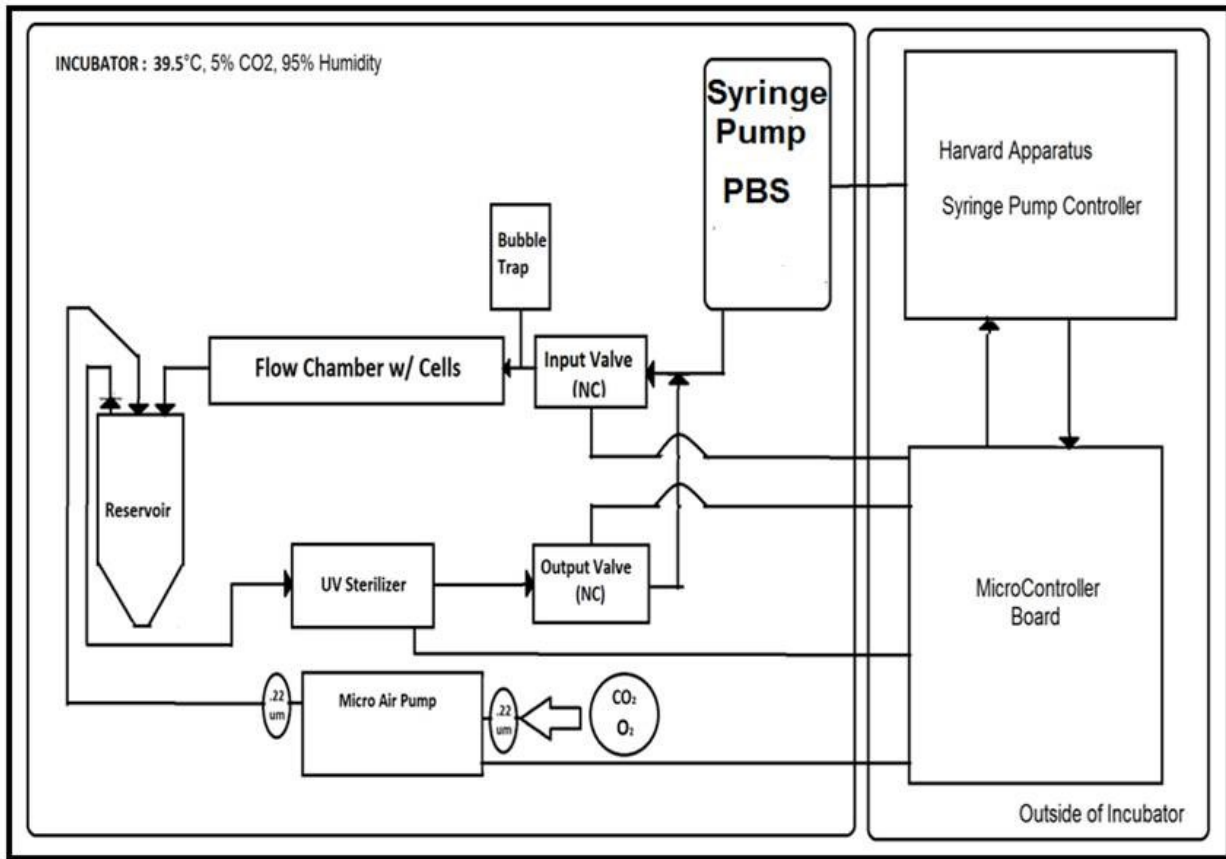 INCUBATOR : 39.5°C, 5% CO2, 95% Humidity
Syringe
Pump
PBS
Harvard Apparatus
Syringe Pump Controller
Bubble
Trap
Flow Chamber w/ Cells
Input Valve
(NC)
Reservoir
UV Sterilizer
Output Valve
(NC)
MicroController
Board
.22
um
Micro Air Pump
.22
um
CO₂
O₂
Outside of Incubator